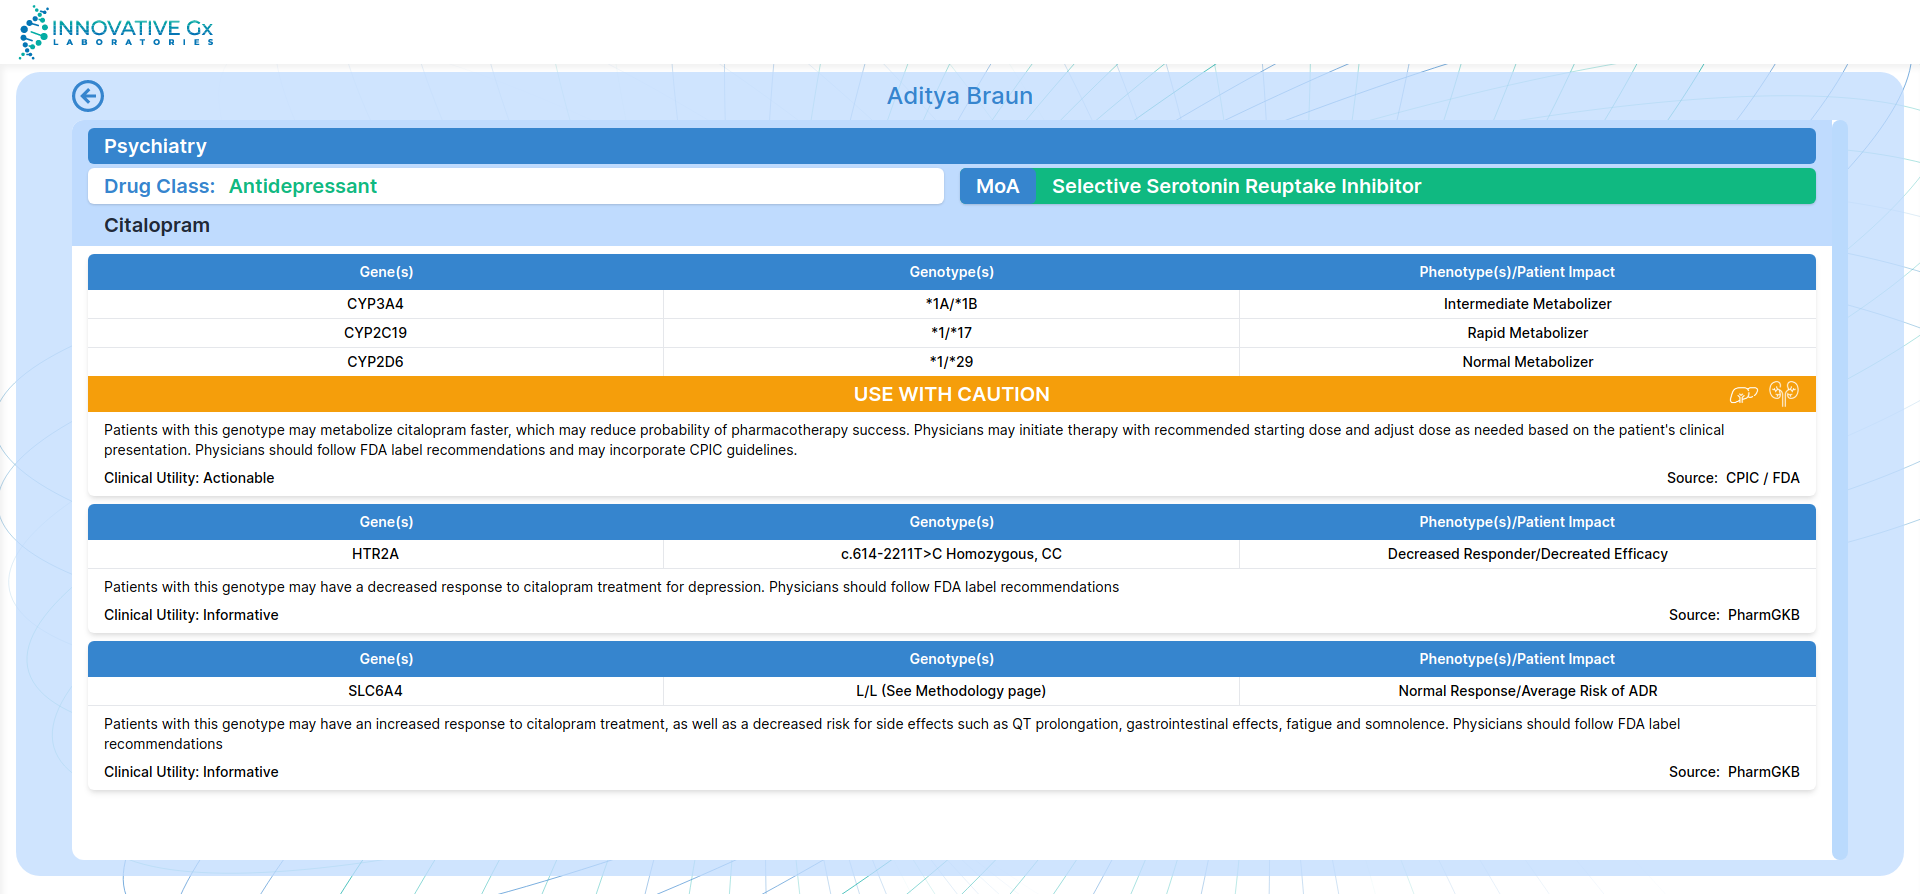 INNOVATIVE Gx
LABORATORIES
Aditya Braun
Psychiatry
Drug Class: Antidepressant
MoA Selective Serotonin Reuptake Inhibitor
Citalopram
Gene(s) Genotype(s) Phenotype(s)/Patient Impact
CYP3A4 *1A/*1B Intermediate Metabolizer
CYP2C19 *1/*17 Rapid Metabolizer
CYP2D6 *1/*29 Normal Metabolizer
USE WITH CAUTION
Patients with this genotype may metabolize citalopram faster, which may reduce probability of pharmacotherapy success. Physicians may initiate therapy with recommended starting dose and adjust dose as needed based on the patient's clinical
presentation. Physicians should follow FDA label recommendations and may incorporate CPIC guidelines.
Clinical Utility: Actionable Source: CPIC / FDA
Gene(s) Genotype(s) Phenotype(s)/Patient Impact
HTR2A c.614-2211T>C Homozygous, CC Decreased Responder/Decreated Efficacy
Patients with this genotype may have a decreased response to citalopram treatment for depression. Physicians should follow FDA label recommendations
Clinical Utility: Informative Source: PharmGKB
Gene(s) Genotype(s) Phenotype(s)/Patient Impact
SLC6A4 L/L (See Methodology page) Normal Response/Average Risk of ADR
Patients with this genotype may have an increased response to citalopram treatment, as well as a decreased risk for side effects such as QT prolongation, gastrointestinal effects, fatigue and somnolence. Physicians should follow FDA label
recommendations
Clinical Utility: Informative Source: PharmGKB